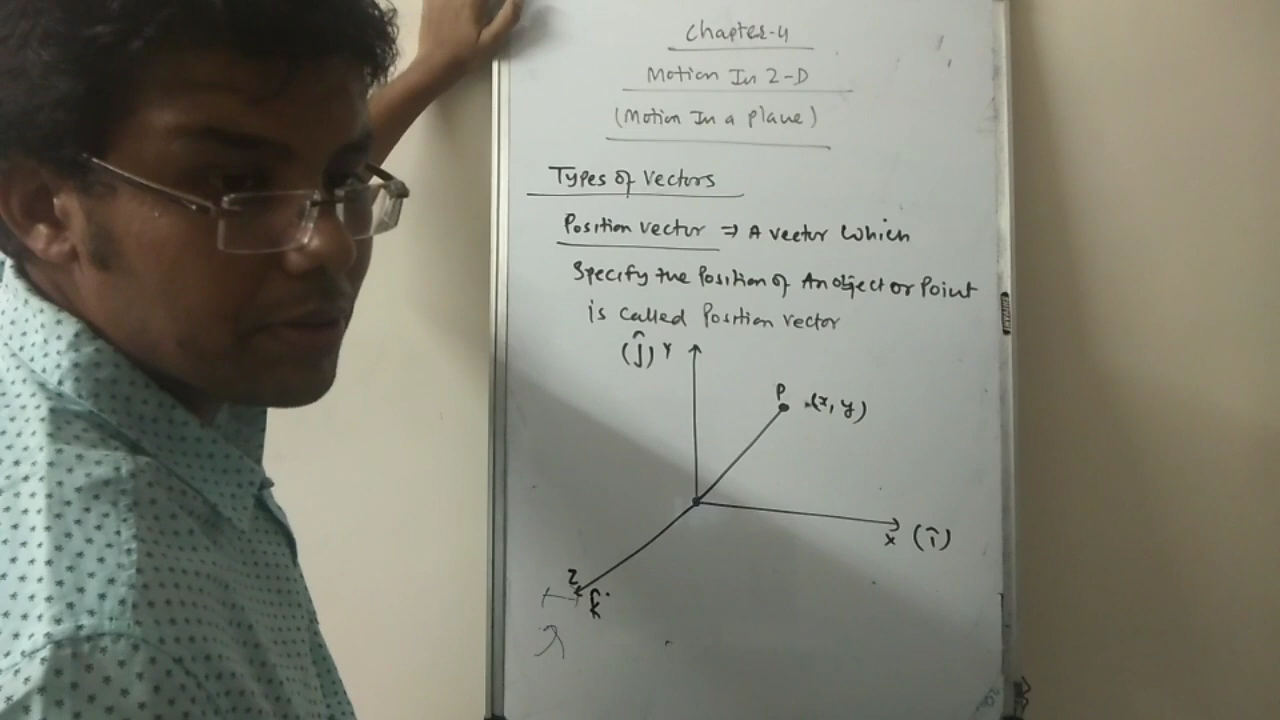 Chapter-4
Motion In 2-D
(Motion In a plane)
Types of Vectors
Position vector ⇒ A vector which
Specify the Position of An object or Point
is called Position vector
(ĵ) Y
P (x, y)
x (î)
Z
k̂